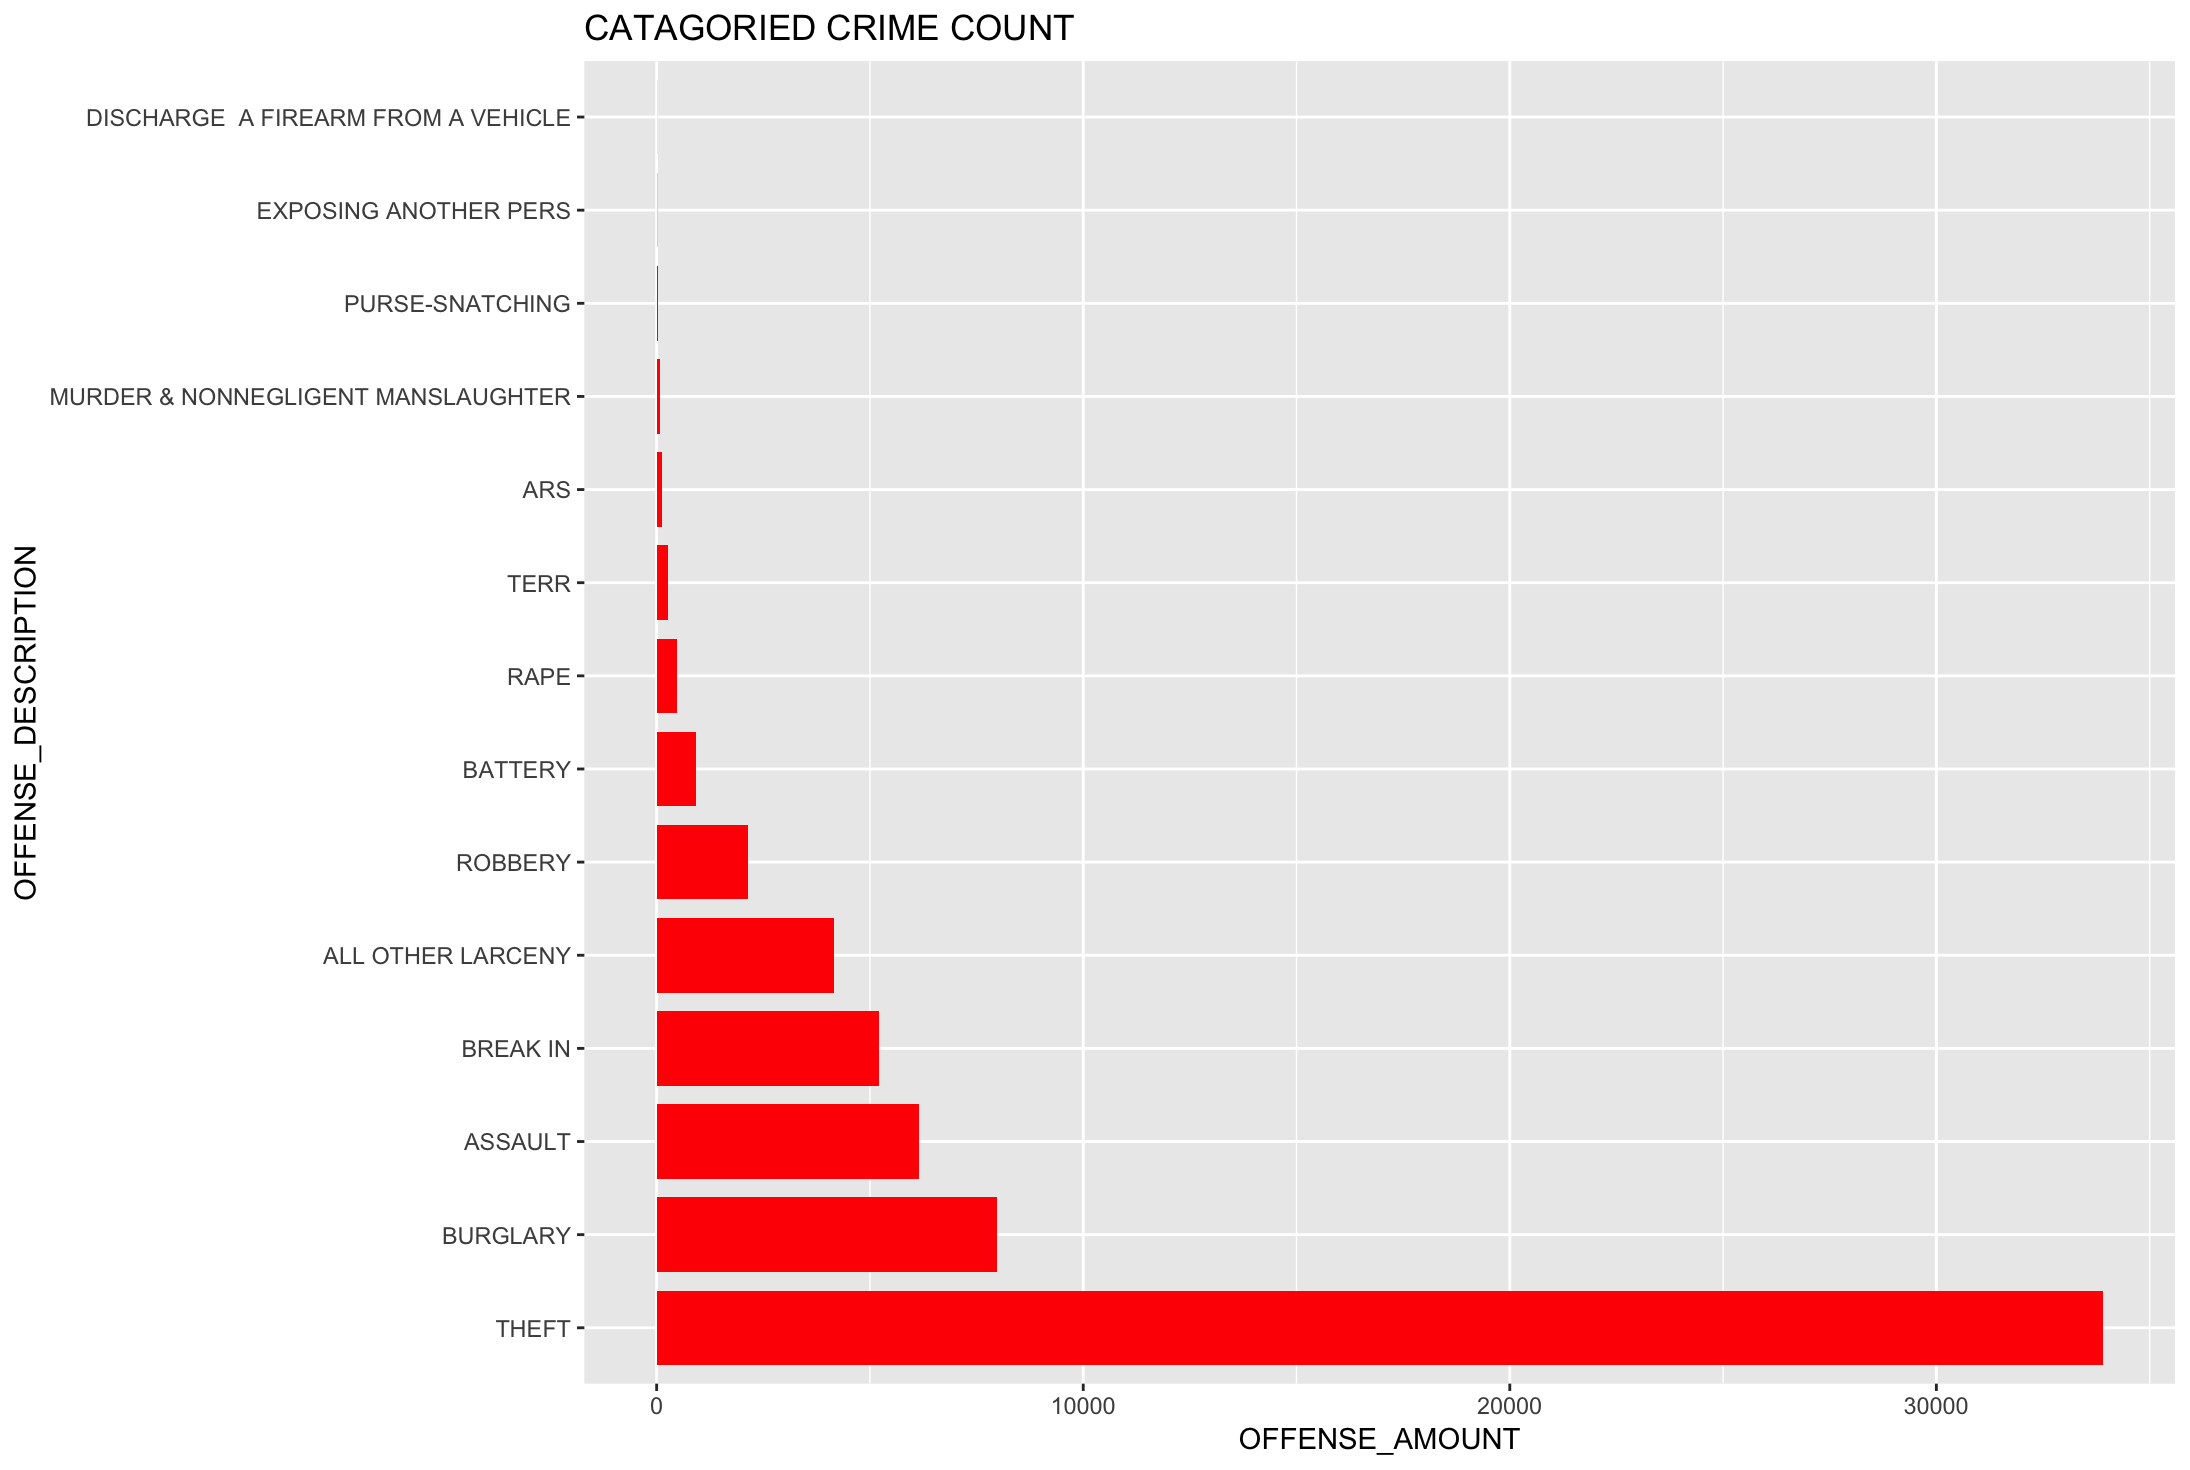 CATAGORIED CRIME COUNT
DISCHARGE  A FIREARM FROM A VEHICLE
EXPOSING ANOTHER PERS
PURSE-SNATCHING
MURDER & NONNEGLIGENT MANSLAUGHTER
ARS
TERR
RAPE
BATTERY
ROBBERY
ALL OTHER LARCENY
BREAK IN
ASSAULT
BURGLARY
THEFT
OFFENSE_DESCRIPTION
0 10000 20000 30000
OFFENSE_AMOUNT